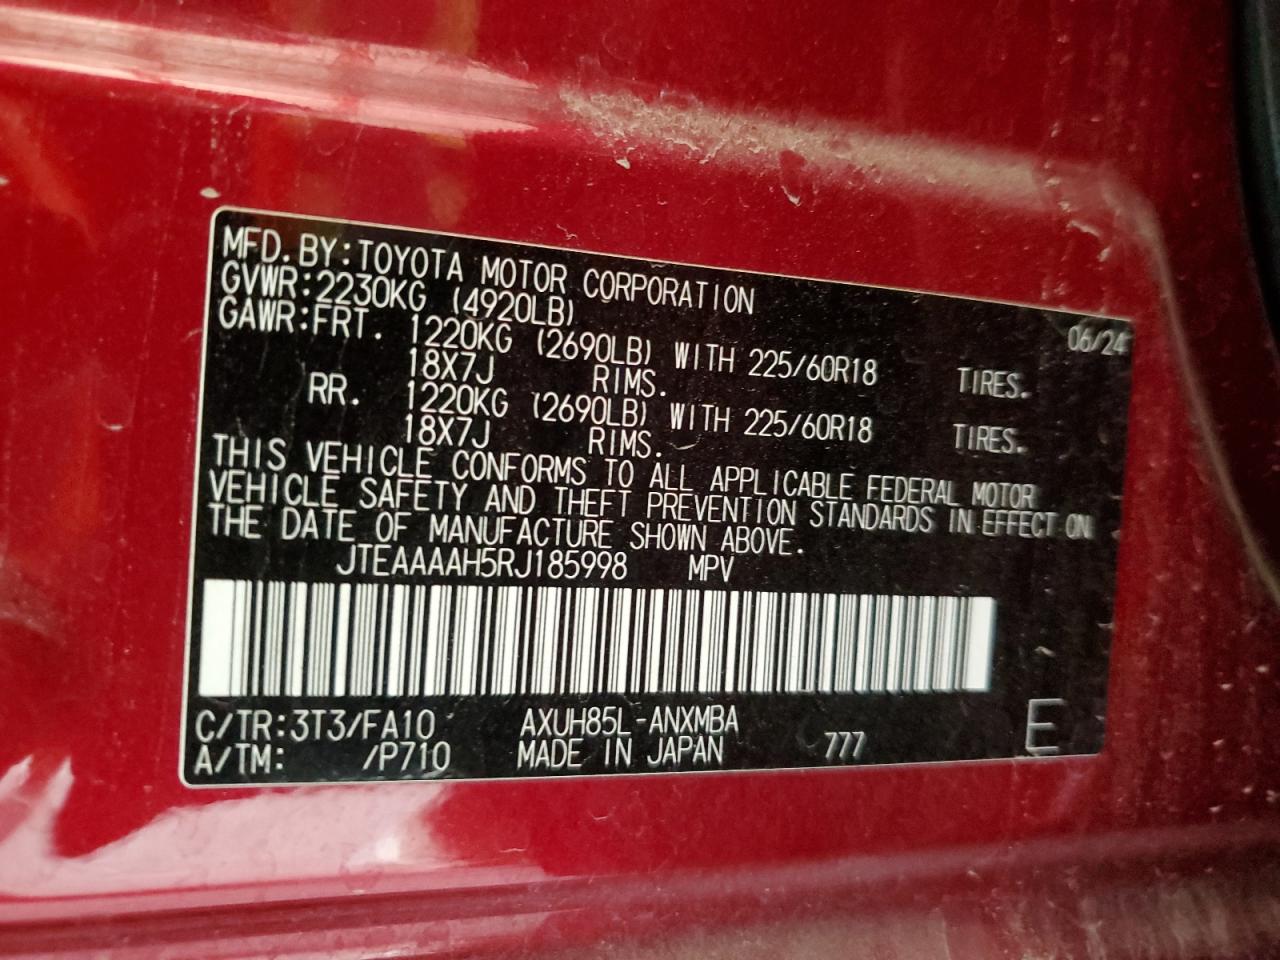 MFD. BY: TOYOTA MOTOR CORPORATION 06/24
GVWR: 2230KG (4920LB)
GAWR: FRT. 1220KG (2690LB) WITH 225/60R18 TIRES.
18X7J RIMS.
RR. 1220KG (2690LB) WITH 225/60R18 TIRES.
18X7J RIMS.
THIS VEHICLE CONFORMS TO ALL APPLICABLE FEDERAL MOTOR
VEHICLE SAFETY AND THEFT PREVENTION STANDARDS IN EFFECT ON
THE DATE OF MANUFACTURE SHOWN ABOVE.
JTEAAAAH5RJ185998 MPV
C/TR: 3T3/FA10 AXUH85L-ANXMBA
A/TM: /P710 MADE IN JAPAN 777 E